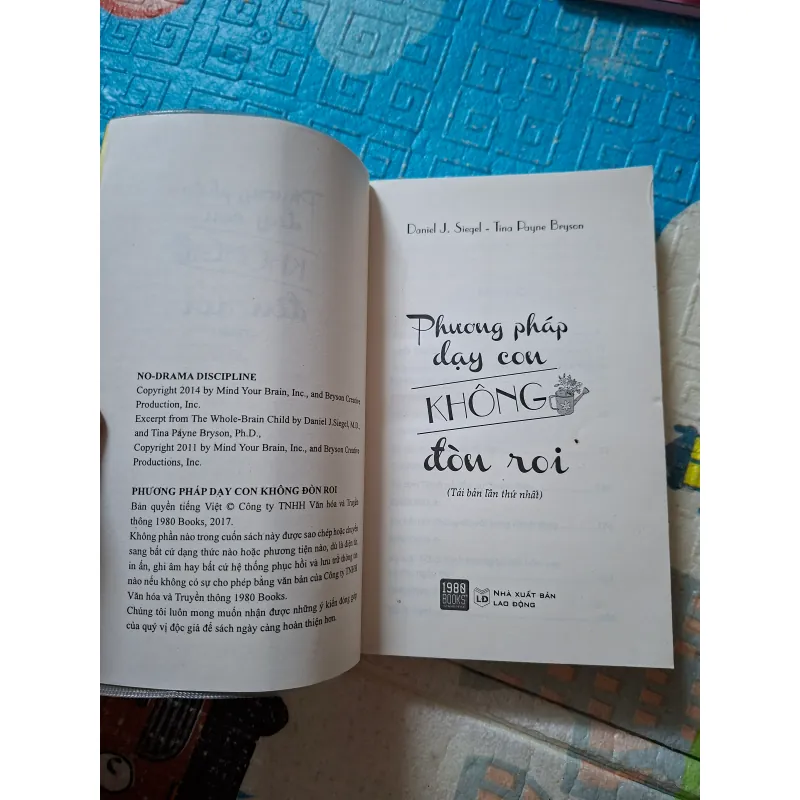 NO-DRAMA DISCIPLINE
Copyright 2014 by Mind Your Brain, Inc., and Bryson Creative
Production, Inc.
Excerpt from The Whole-Brain Child by Daniel J.Siegel, M.D.,
and Tina Payne Bryson, Ph.D.,
Copyright 2011 by Mind Your Brain, Inc., and Bryson Creative
Productions, Inc.
PHƯƠNG PHÁP DẠY CON KHÔNG ĐÒN ROI
Bản quyền tiếng Việt © Công ty TNHH Văn hóa và Truyền
thông 1980 Books, 2017.
Không phần nào trong cuốn sách này được sao chép hoặc chuyển
sang bất cứ dạng thức nào hoặc phương tiện nào, dù là điện tử,
in ấn, ghi âm hay bất cứ hệ thống phục hồi và lưu trữ thông tin
nào nếu không có sự cho phép bằng văn bản của Công ty TNHH
Văn hóa và Truyền thông 1980 Books.
Chúng tôi luôn mong muốn nhận được những ý kiến đóng góp
của quý vị độc giả để sách ngày càng hoàn thiện hơn.
Daniel J. Siegel - Tina Payne Bryson
Phương pháp
dạy con
KHÔNG
đòn roi
(Tái bản lần thứ nhất)
1980
BOOKS
LĐ
NHÀ XUẤT BẢN
LAO ĐỘNG